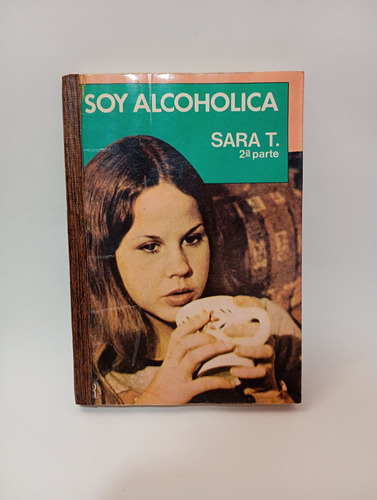 SOY ALCOHOLICA
SARA T.
2ª parte